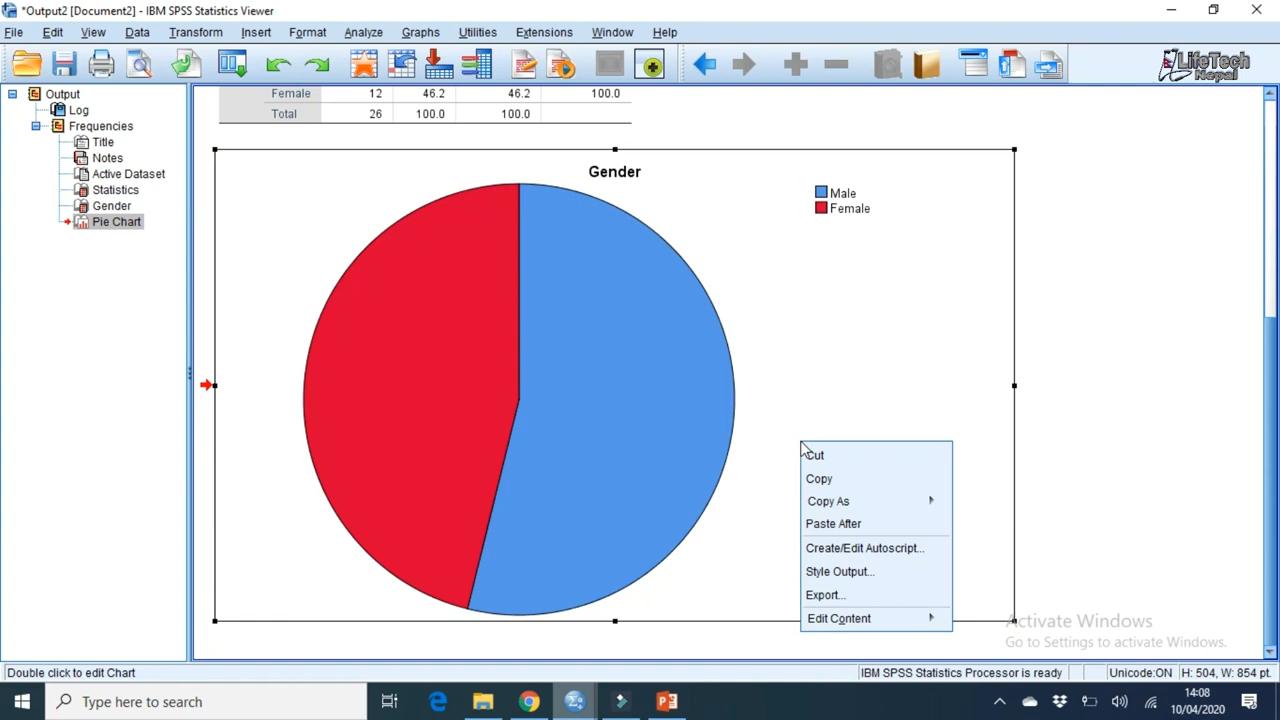 *Output2 [Document2] - IBM SPSS Statistics Viewer
File Edit View Data Transform Insert Format Analyze Graphs Utilities Extensions Window Help
LifeTech
Nepal
Output
Log
Frequencies
Title
Notes
Active Dataset
Statistics
Gender
Pie Chart
Female 12 46.2 46.2 100.0
Total 26 100.0 100.0
Gender
Male
Female
Cut
Copy
Copy As
Paste After
Create/Edit Autoscript...
Style Output...
Export...
Edit Content
Activate Windows
Go to Settings to activate Windows.
Double click to edit Chart
IBM SPSS Statistics Processor is ready
Unicode:ON
H: 504, W: 854 pt.
Type here to search
14:08
10/04/2020